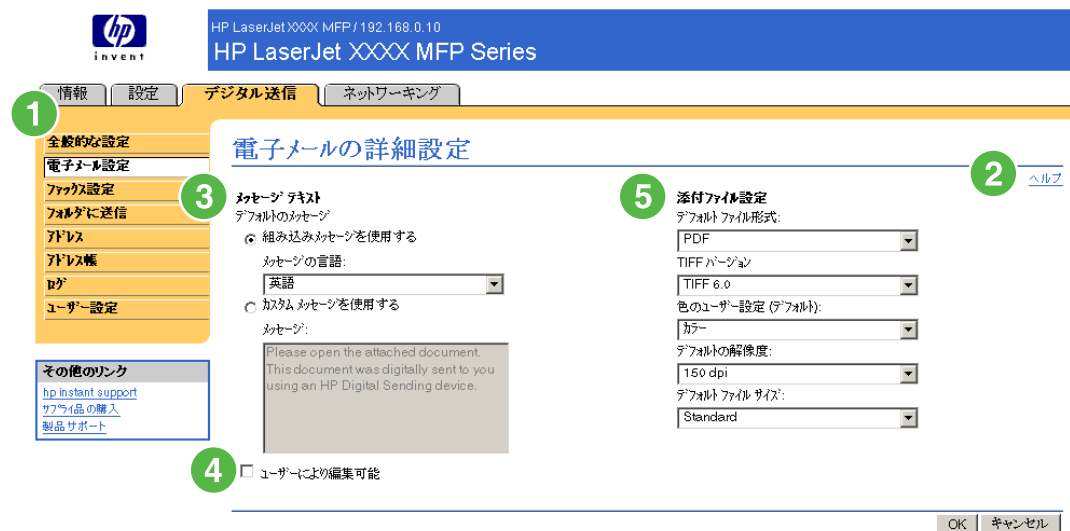 hp
invent
HP LaserJet XXXX MFP / 192.168.0.10
HP LaserJet XXXX MFP Series
情報
設定
デジタル送信
ネットワーキング
1
全般的な設定
電子メール設定
ファックス設定
フォルダに送信
アドレス
アドレス帳
ログ
ユーザー設定
その他のリンク
hp instant support
サプライ品の購入
製品サポート
電子メールの詳細設定
2
ヘルプ
3
メッセージ テキスト
デフォルトのメッセージ
組み込みメッセージを使用する
メッセージの言語:
英語
カスタム メッセージを使用する
メッセージ:
Please open the attached document.
This document was digitally sent to you
using an HP Digital Sending device.
4
ユーザーにより編集可能
5
添付ファイル設定
デフォルト ファイル形式:
PDF
TIFF バージョン
TIFF 6.0
色のユーザー設定 (デフォルト):
カラー
デフォルトの解像度:
150 dpi
デフォルト ファイル サイズ:
Standard
OK
キャンセル